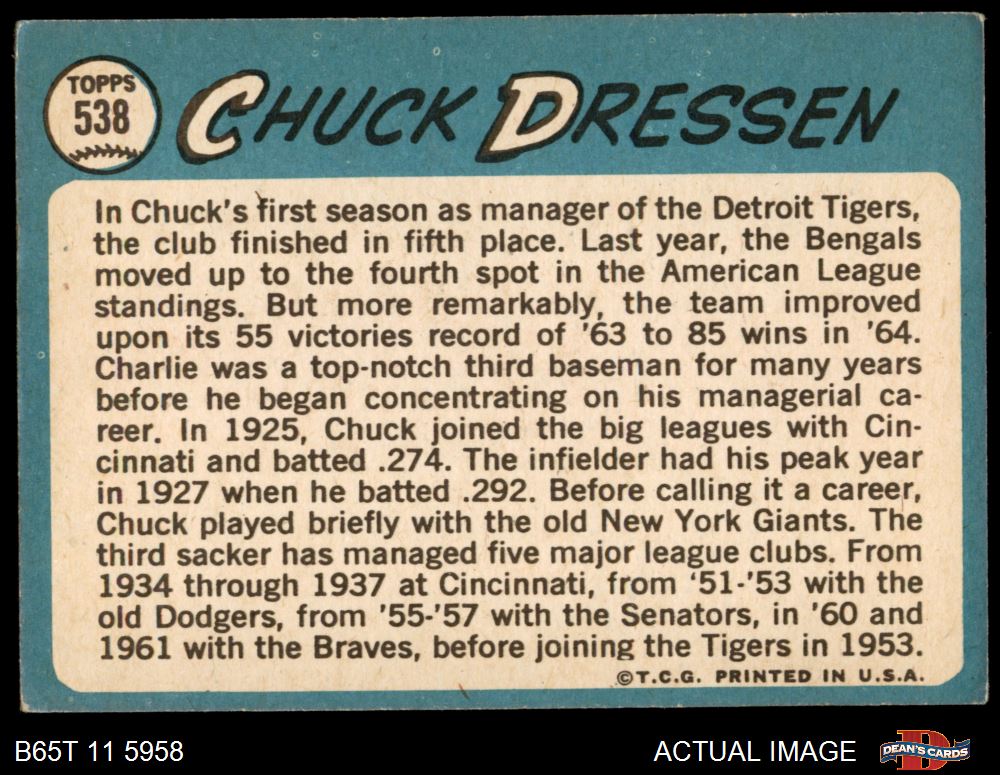 TOPPS
538
CHUCK DRESSEN
In Chuck's first season as manager of the Detroit Tigers,
the club finished in fifth place. Last year, the Bengals
moved up to the fourth spot in the American League
standings. But more remarkably, the team improved
upon its 55 victories record of '63 to 85 wins in '64.
Charlie was a top-notch third baseman for many years
before he began concentrating on his managerial ca-
reer. In 1925, Chuck joined the big leagues with Cin-
cinnati and batted .274. The infielder had his peak year
in 1927 when he batted .292. Before calling it a career,
Chuck played briefly with the old New York Giants. The
third sacker has managed five major league clubs. From
1934 through 1937 at Cincinnati, from '51-'53 with the
old Dodgers, from '55-'57 with the Senators, in '60 and
1961 with the Braves, before joining the Tigers in 1953.
©T.C.G. PRINTED IN U.S.A.
B65T 11 5958
ACTUAL IMAGE
D
DEAN'S CARDS